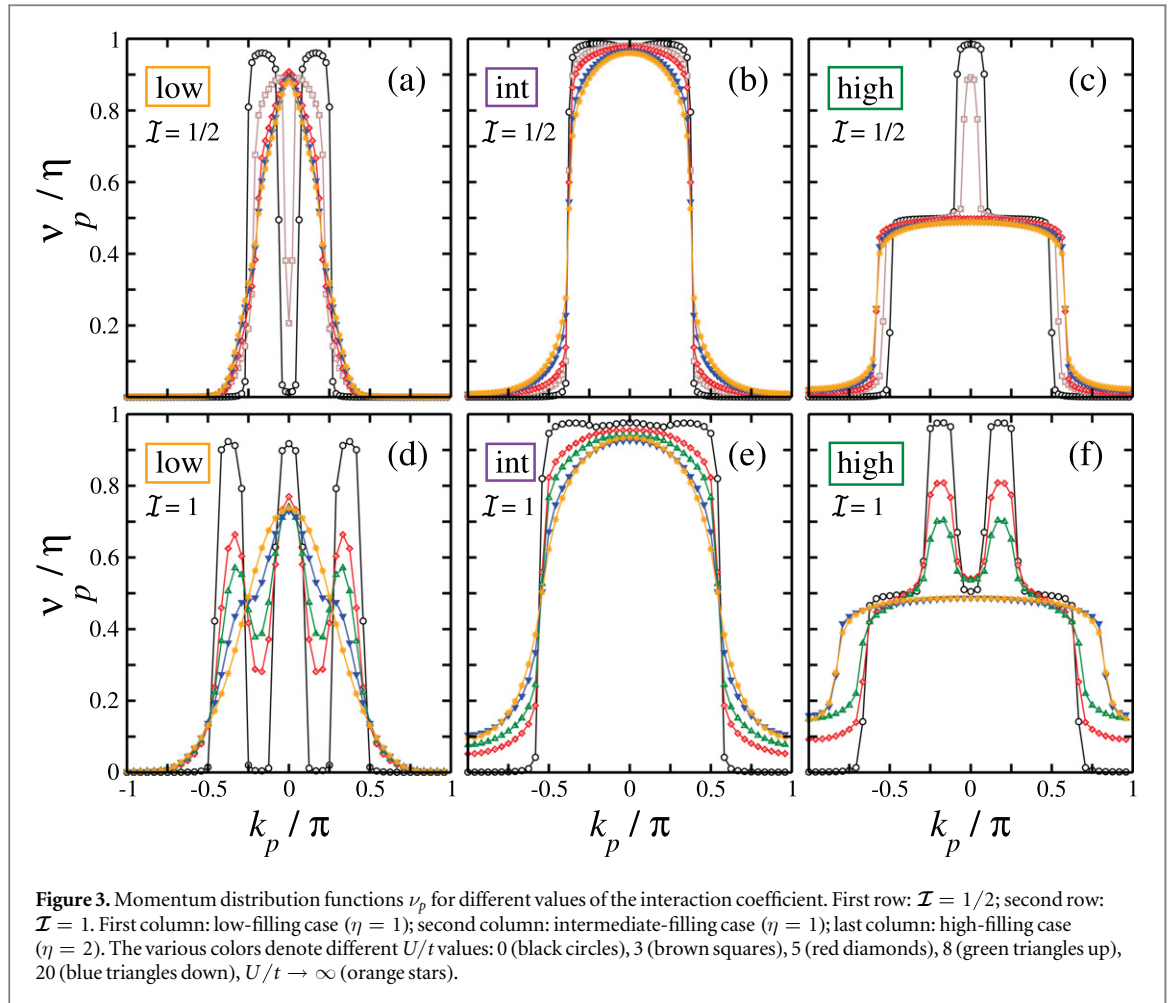 1
0.8
0.6
0.4
0.2
ν_p / η
low
𝓘 = 1/2
(a)
int
𝓘 = 1/2
(b)
high
𝓘 = 1/2
(c)
1
0.8
0.6
0.4
0.2
0
ν_p / η
low
𝓘 = 1
(d)
int
𝓘 = 1
(e)
high
𝓘 = 1
(f)
-1 -0.5 0 0.5 1
-0.5 0 0.5
-0.5 0 0.5 1
k_p / π
k_p / π
k_p / π
Figure 3. Momentum distribution functions ν_p for different values of the interaction coefficient. First row: 𝓘 = 1/2; second row:
𝓘 = 1. First column: low-filling case (η = 1); second column: intermediate-filling case (η = 1); last column: high-filling case
(η = 2). The various colors denote different U/t values: 0 (black circles), 3 (brown squares), 5 (red diamonds), 8 (green triangles up),
20 (blue triangles down), U/t → ∞ (orange stars).